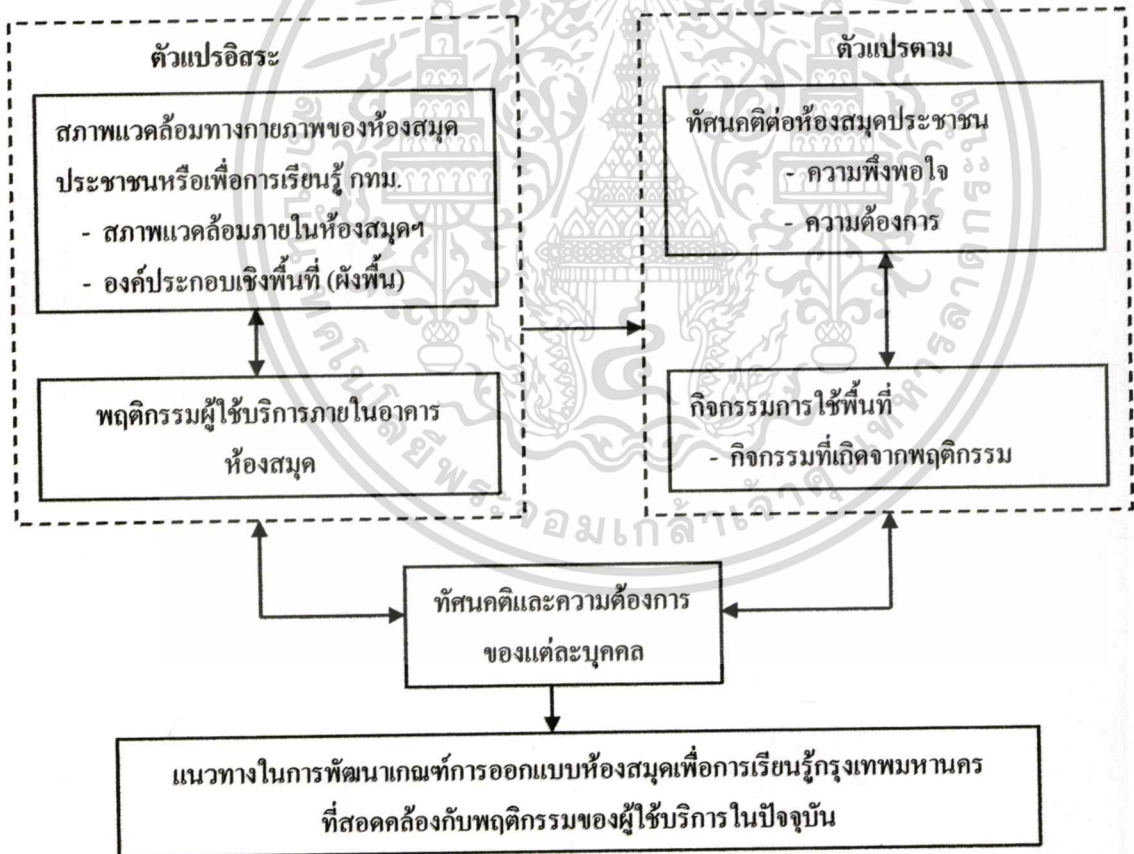 ตัวแปรอิสระ
สภาพแวดล้อมทางกายภาพของห้องสมุด
ประชาชนหรือเพื่อการเรียนรู้ กทม.
- สภาพแวดล้อมภายในห้องสมุดฯ
- องค์ประกอบเชิงพื้นที่ (ผังพื้น)
พฤติกรรมผู้ใช้บริการภายในอาคาร
ห้องสมุด
ตัวแปรตาม
ทัศนคติต่อห้องสมุดประชาชน
- ความพึงพอใจ
- ความต้องการ
กิจกรรมการใช้พื้นที่
- กิจกรรมที่เกิดจากพฤติกรรม
ทัศนคติและความต้องการ
ของแต่ละบุคคล
แนวทางในการพัฒนาเกณฑ์การออกแบบห้องสมุดเพื่อการเรียนรู้กรุงเทพมหานคร
ที่สอดคล้องกับพฤติกรรมของผู้ใช้บริการในปัจจุบัน